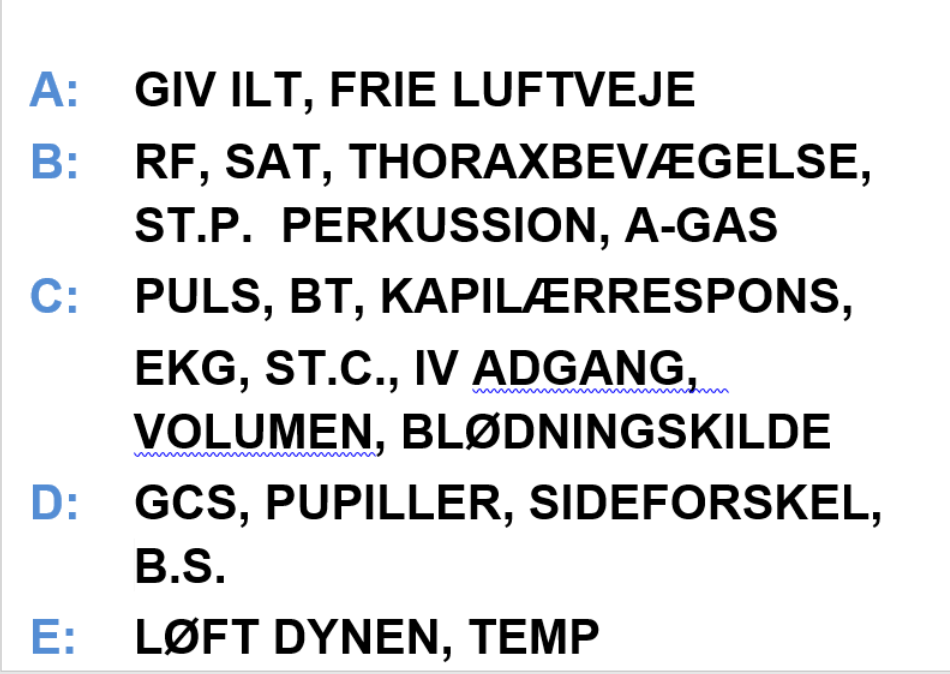 A: GIV ILT, FRIE LUFTVEJE
B: RF, SAT, THORAXBEVÆGELSE,
ST.P. PERKUSSION, A-GAS
C: PULS, BT, KAPILÆRRESPONS,
EKG, ST.C., IV ADGANG,
VOLUMEN, BLØDNINGSKILDE
D: GCS, PUPILLER, SIDEFORSKEL,
B.S.
E: LØFT DYNEN, TEMP